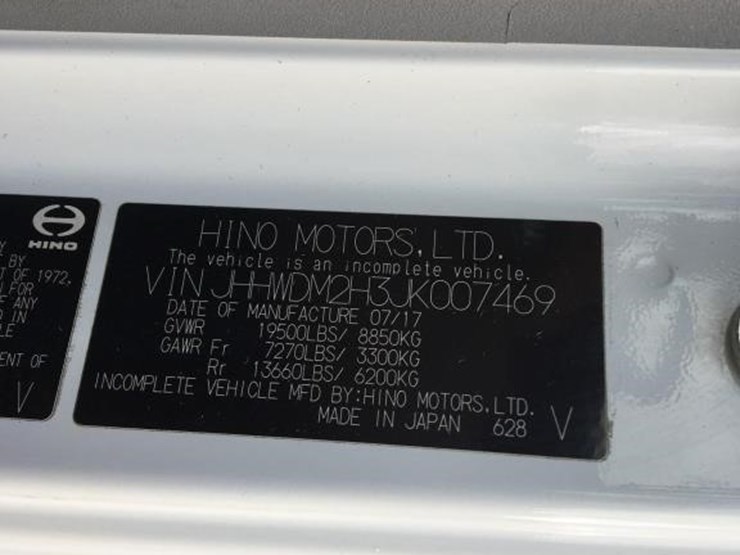 HINO
Y
BY
T OF 1972,
N FOR
F ANY
D IN
LE
ENT OF
V
HINO MOTORS, LTD.
The vehicle is an incomplete vehicle.
VIN JHHWDM2H3JK007469
DATE OF MANUFACTURE 07/17
GVWR 19500LBS/ 8850KG
GAWR Fr 7270LBS/ 3300KG
Rr 13660LBS/ 6200KG
INCOMPLETE VEHICLE MFD BY:HINO MOTORS,LTD.
MADE IN JAPAN 628 V